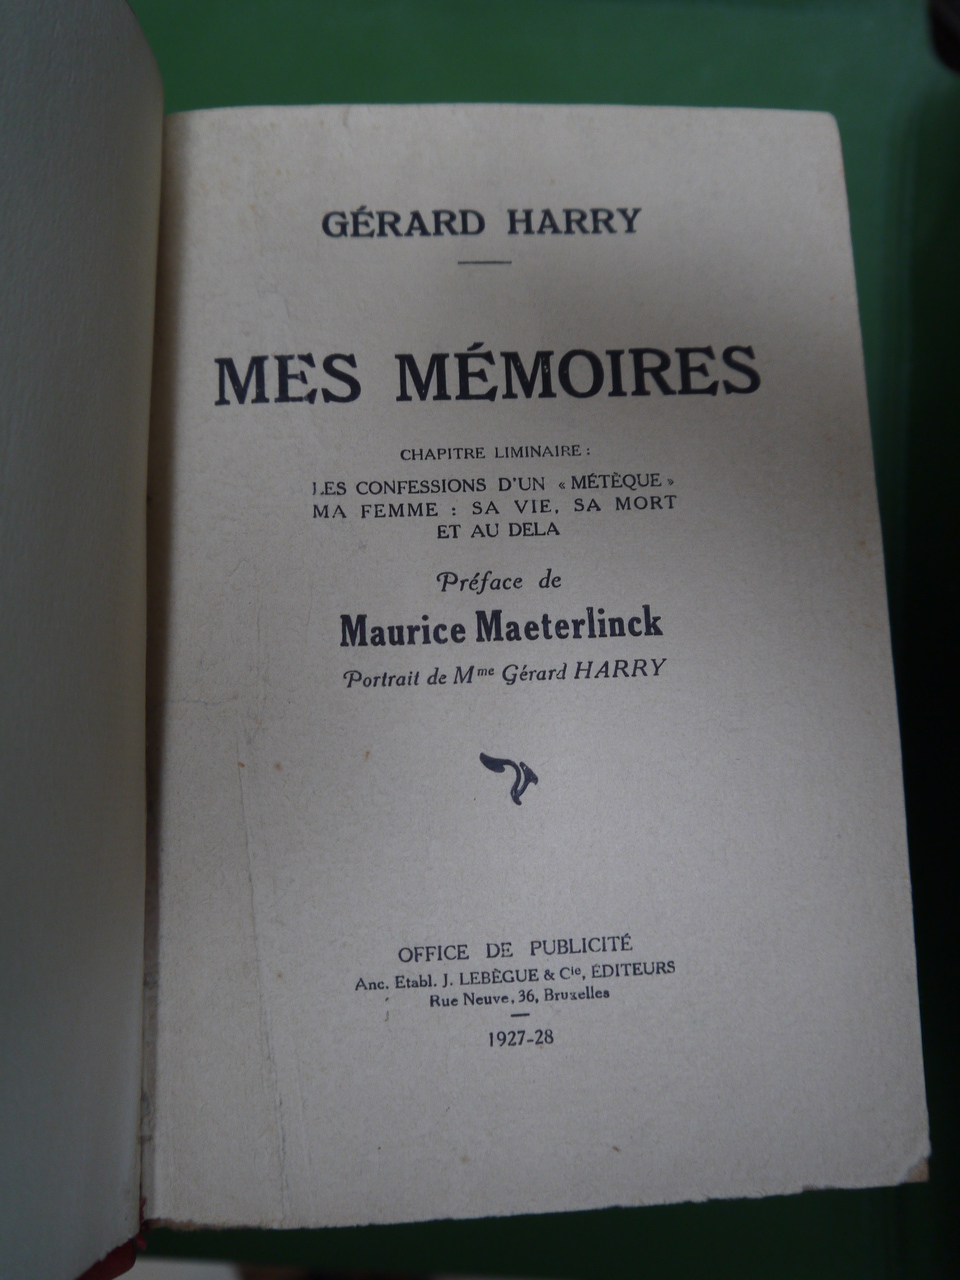 GÉRARD HARRY
MES MÉMOIRES
CHAPITRE LIMINAIRE :
LES CONFESSIONS D'UN « MÉTÈQUE »
MA FEMME : SA VIE, SA MORT
ET AU DELA
Préface de
Maurice Maeterlinck
Portrait de Mme Gérard HARRY
OFFICE DE PUBLICITÉ
Anc. Etabl. J. LEBÈGUE & Cie, ÉDITEURS
Rue Neuve, 36, Bruxelles
1927-28